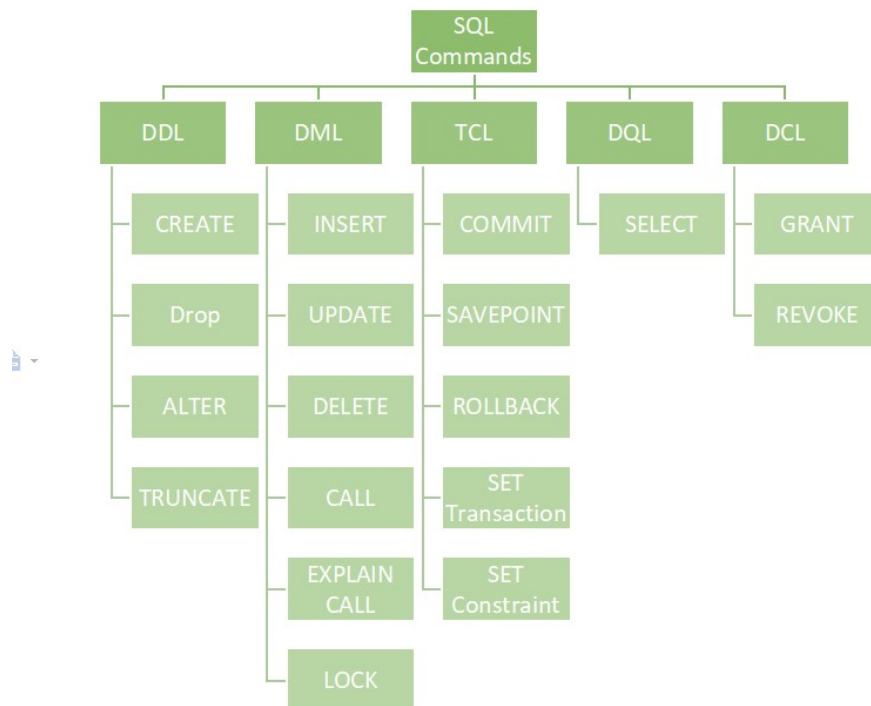 SQL
Commands
DDL
DML
TCL
DQL
DCL
CREATE
INSERT
COMMIT
SELECT
GRANT
Drop
UPDATE
SAVEPOINT
REVOKE
ALTER
DELETE
ROLLBACK
TRUNCATE
CALL
SET
Transaction
EXPLAIN
CALL
SET
Constraint
LOCK